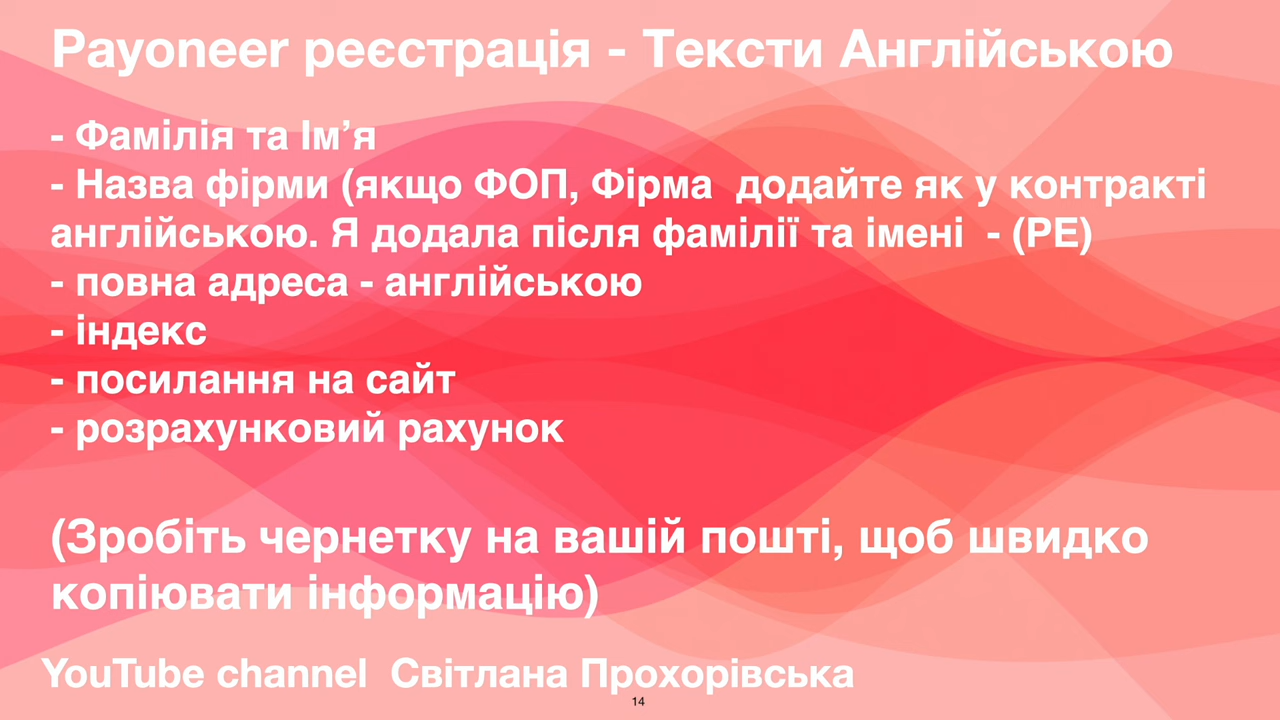 Payoneer реєстрація - Тексти Англійською
- Фамілія та Ім’я
- Назва фірми (якщо ФОП, Фірма додайте як у контракті
англійською. Я додала після фамілії та імені - (PE)
- повна адреса - англійською
- індекс
- посилання на сайт
- розрахунковий рахунок
(Зробіть чернетку на вашій пошті, щоб швидко
копіювати інформацію)
YouTube channel Світлана Прохорівська
14